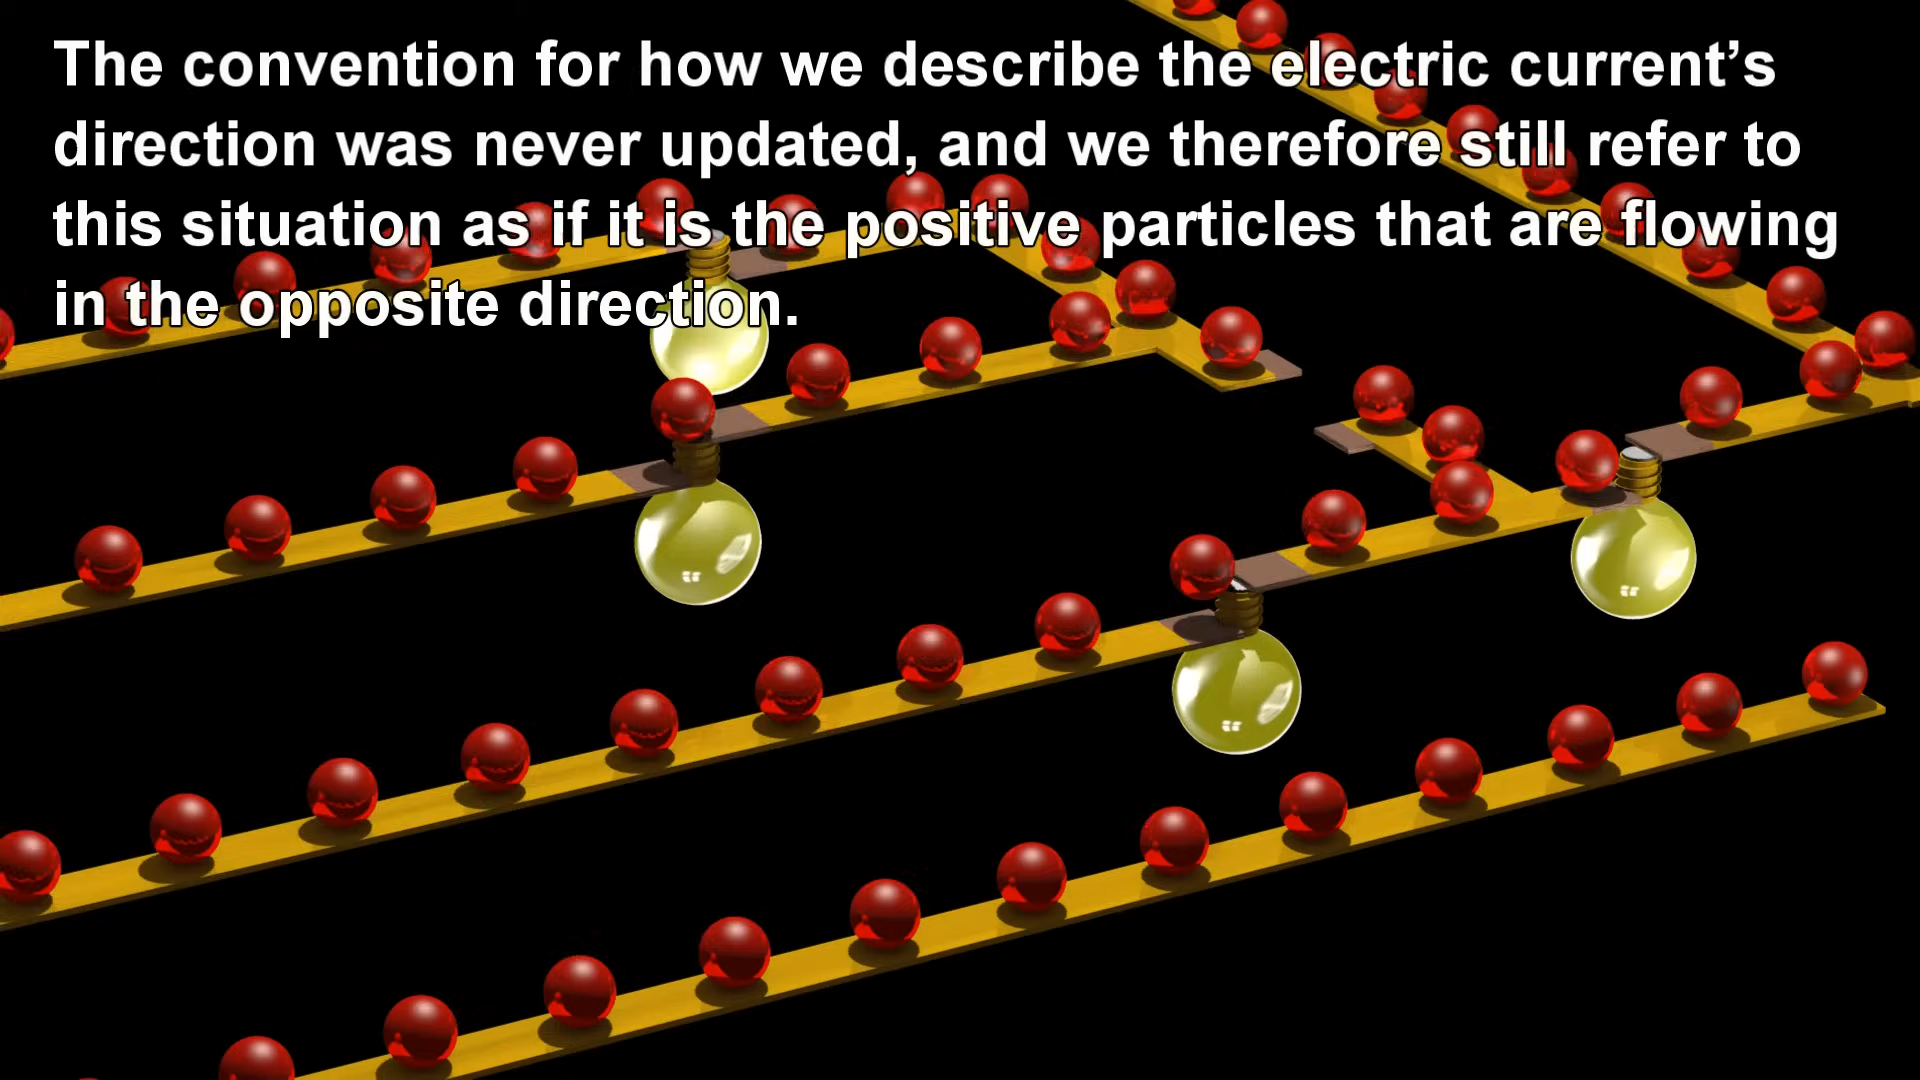 The convention for how we describe the electric current’s
direction was never updated, and we therefore still refer to
this situation as if it is the positive particles that are flowing
in the opposite direction.